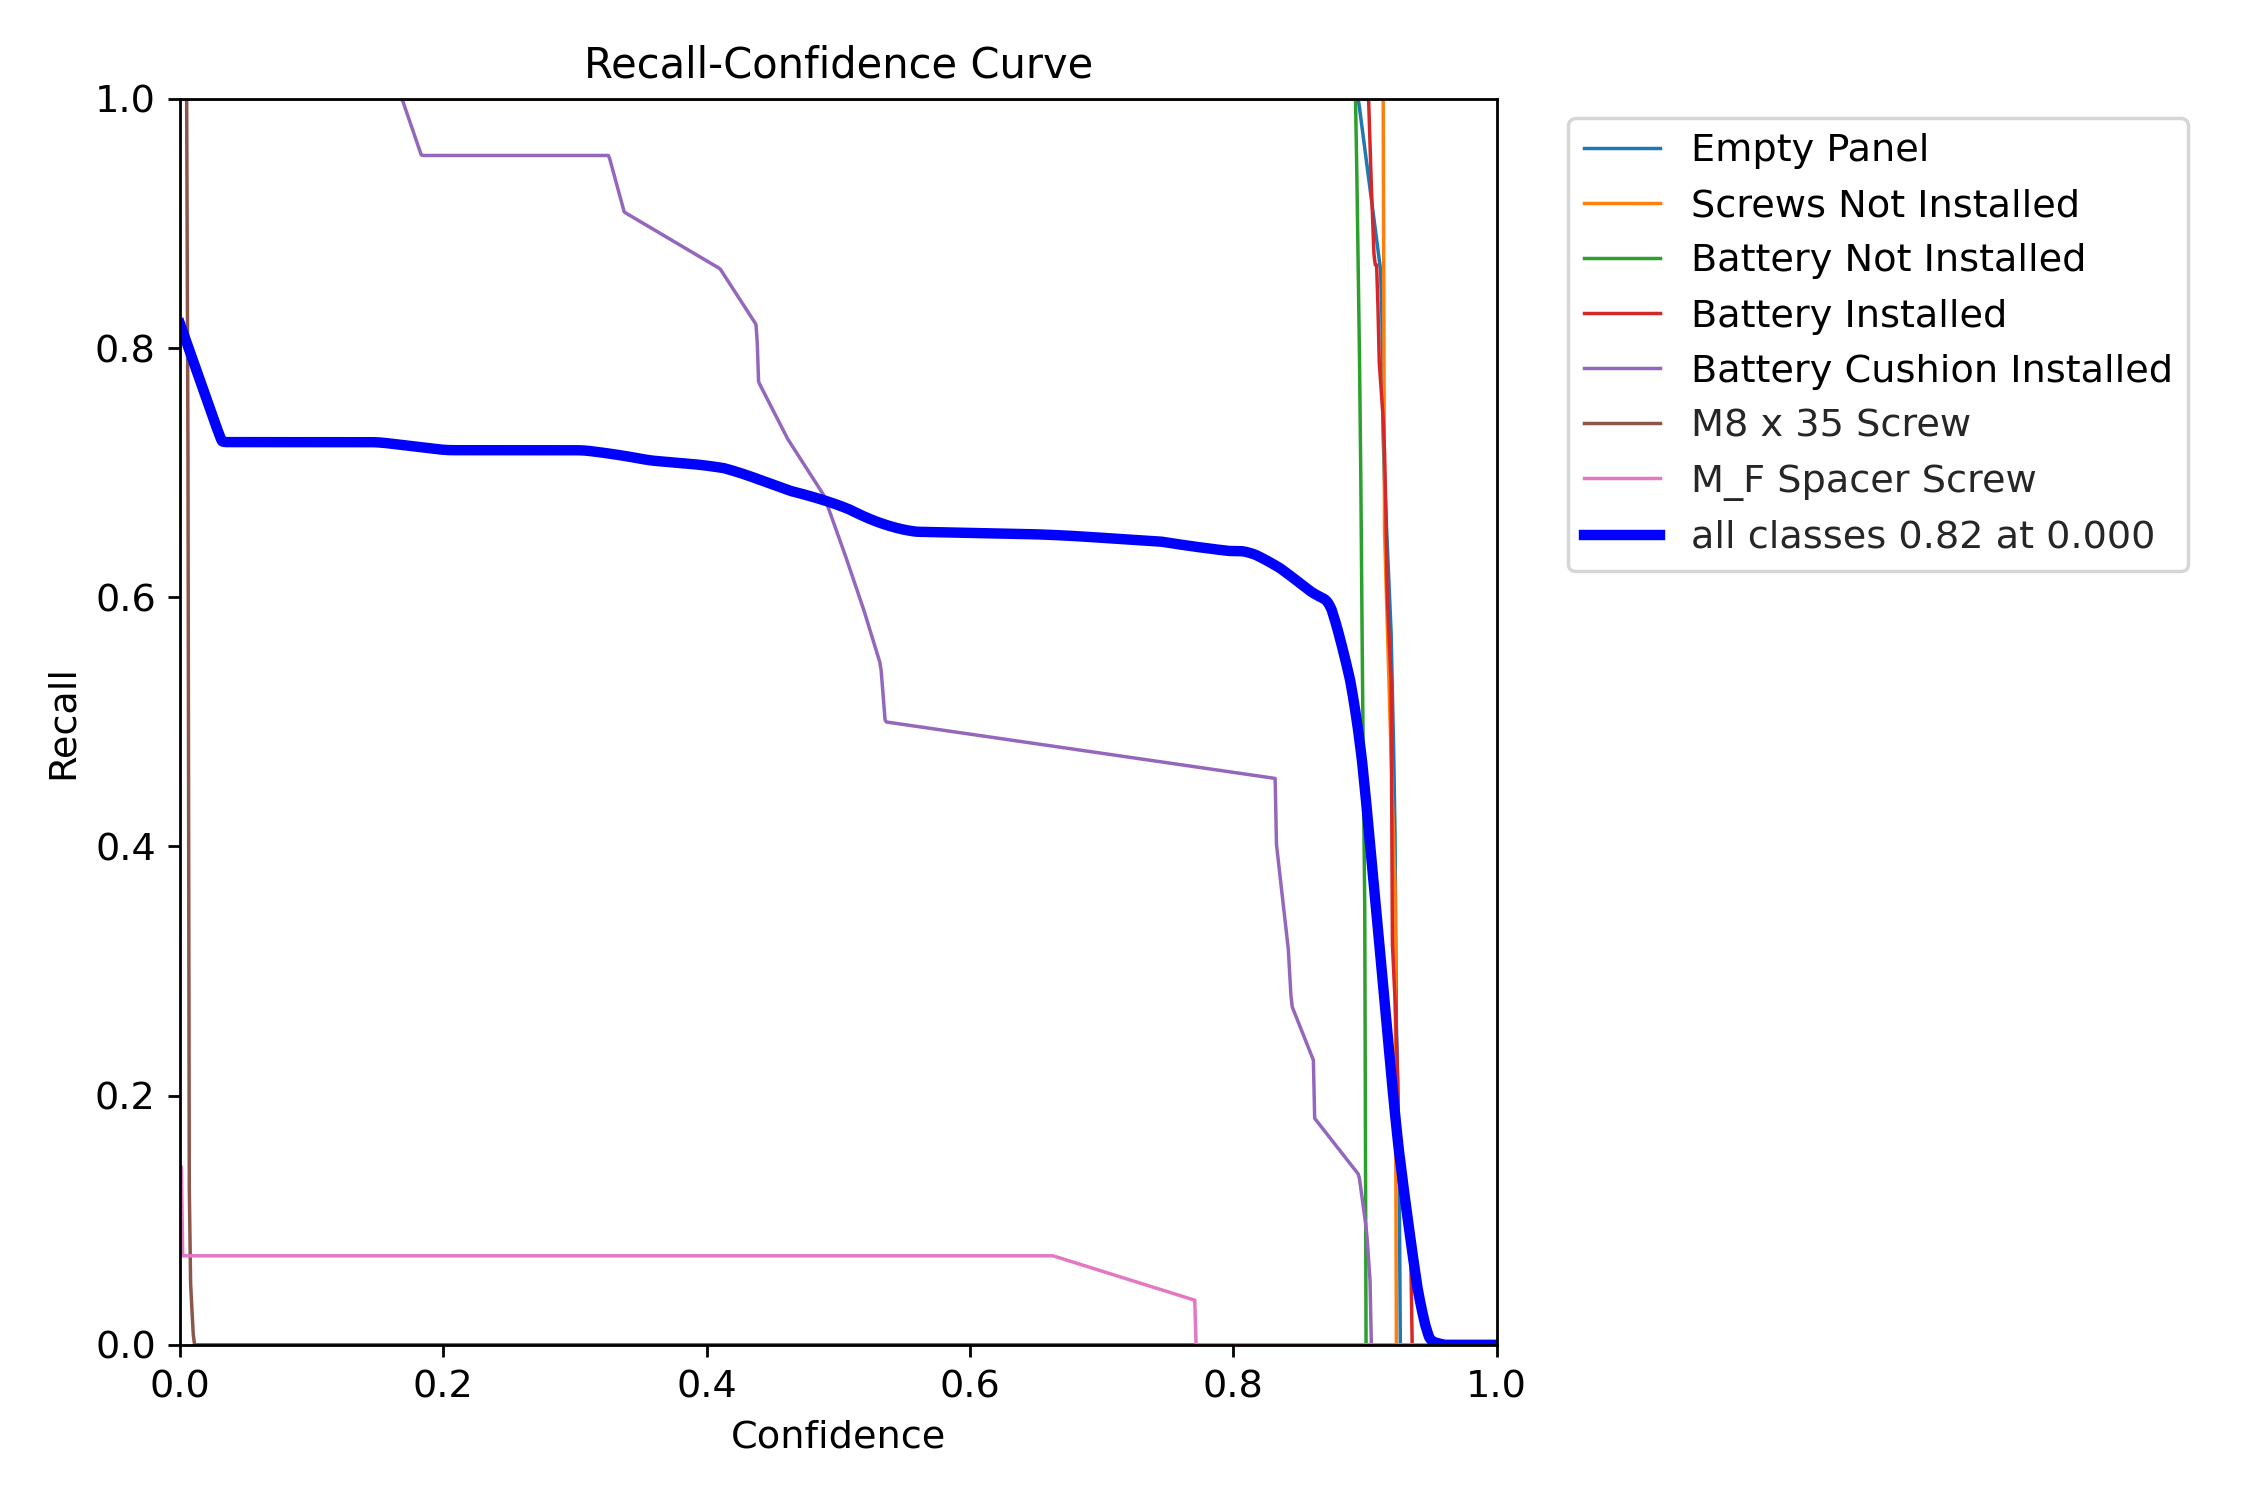 Recall-Confidence Curve
1.0
0.8
0.6
0.4
0.2
0.0
Recall
0.0 0.2 0.4 0.6 0.8 1.0
Confidence
Empty Panel
Screws Not Installed
Battery Not Installed
Battery Installed
Battery Cushion Installed
M8 x 35 Screw
M_F Spacer Screw
all classes 0.82 at 0.000